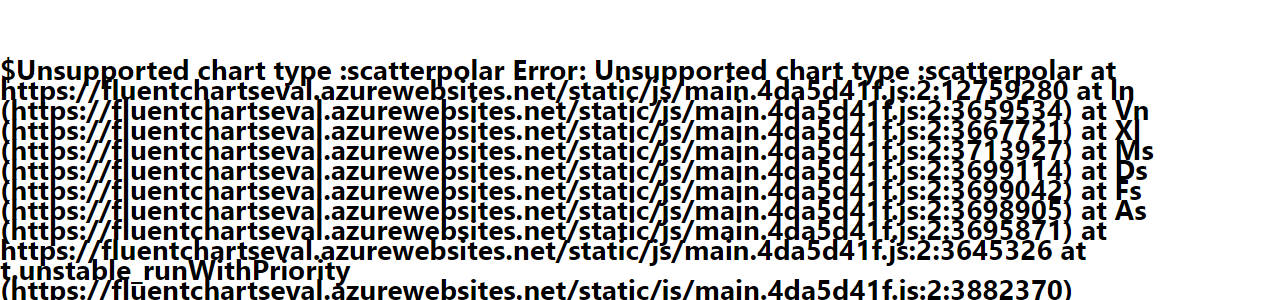 $Unsupported chart type :scatterpolar Error: Unsupported chart type :scatterpolar at
https://fluentchartseval.azurewebsites.net/static/js/main.4da5d41f.js:2:12759280 at ln
(https://fluentchartseval.azurewebsites.net/static/js/main.4da5d41f.js:2:3659534) at Vn
(https://fluentchartseval.azurewebsites.net/static/js/main.4da5d41f.js:2:3667721) at Xl
(https://fluentchartseval.azurewebsites.net/static/js/main.4da5d41f.js:2:3713927) at Ms
(https://fluentchartseval.azurewebsites.net/static/js/main.4da5d41f.js:2:3699114) at Ds
(https://fluentchartseval.azurewebsites.net/static/js/main.4da5d41f.js:2:3699042) at Fs
(https://fluentchartseval.azurewebsites.net/static/js/main.4da5d41f.js:2:3698905) at As
(https://fluentchartseval.azurewebsites.net/static/js/main.4da5d41f.js:2:3695871) at
https://fluentchartseval.azurewebsites.net/static/js/main.4da5d41f.js:2:3645326 at
t.unstable_runWithPriority
(https://fluentchartseval.azurewebsites.net/static/js/main.4da5d41f.js:2:3882370)